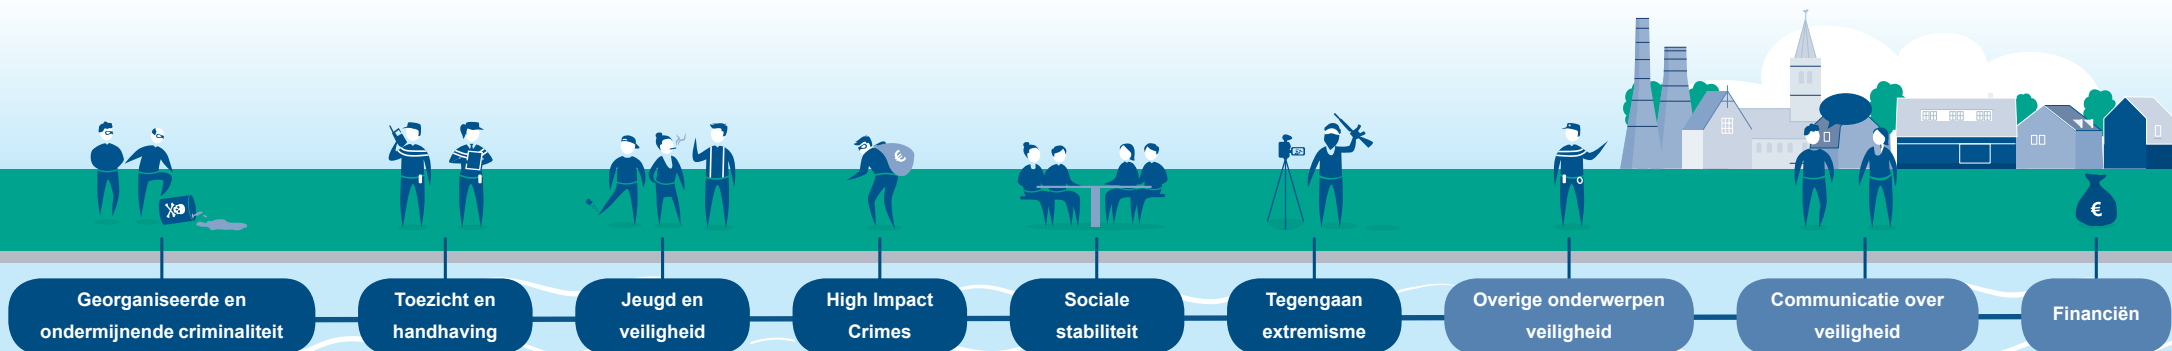 €
€
Georganiseerde en
ondermijnende criminaliteit
Toezicht en
handhaving
Jeugd en
veiligheid
High Impact
Crimes
Sociale
stabiliteit
Tegengaan
extremisme
Overige onderwerpen
veiligheid
Communicatie over
veiligheid
Financiën